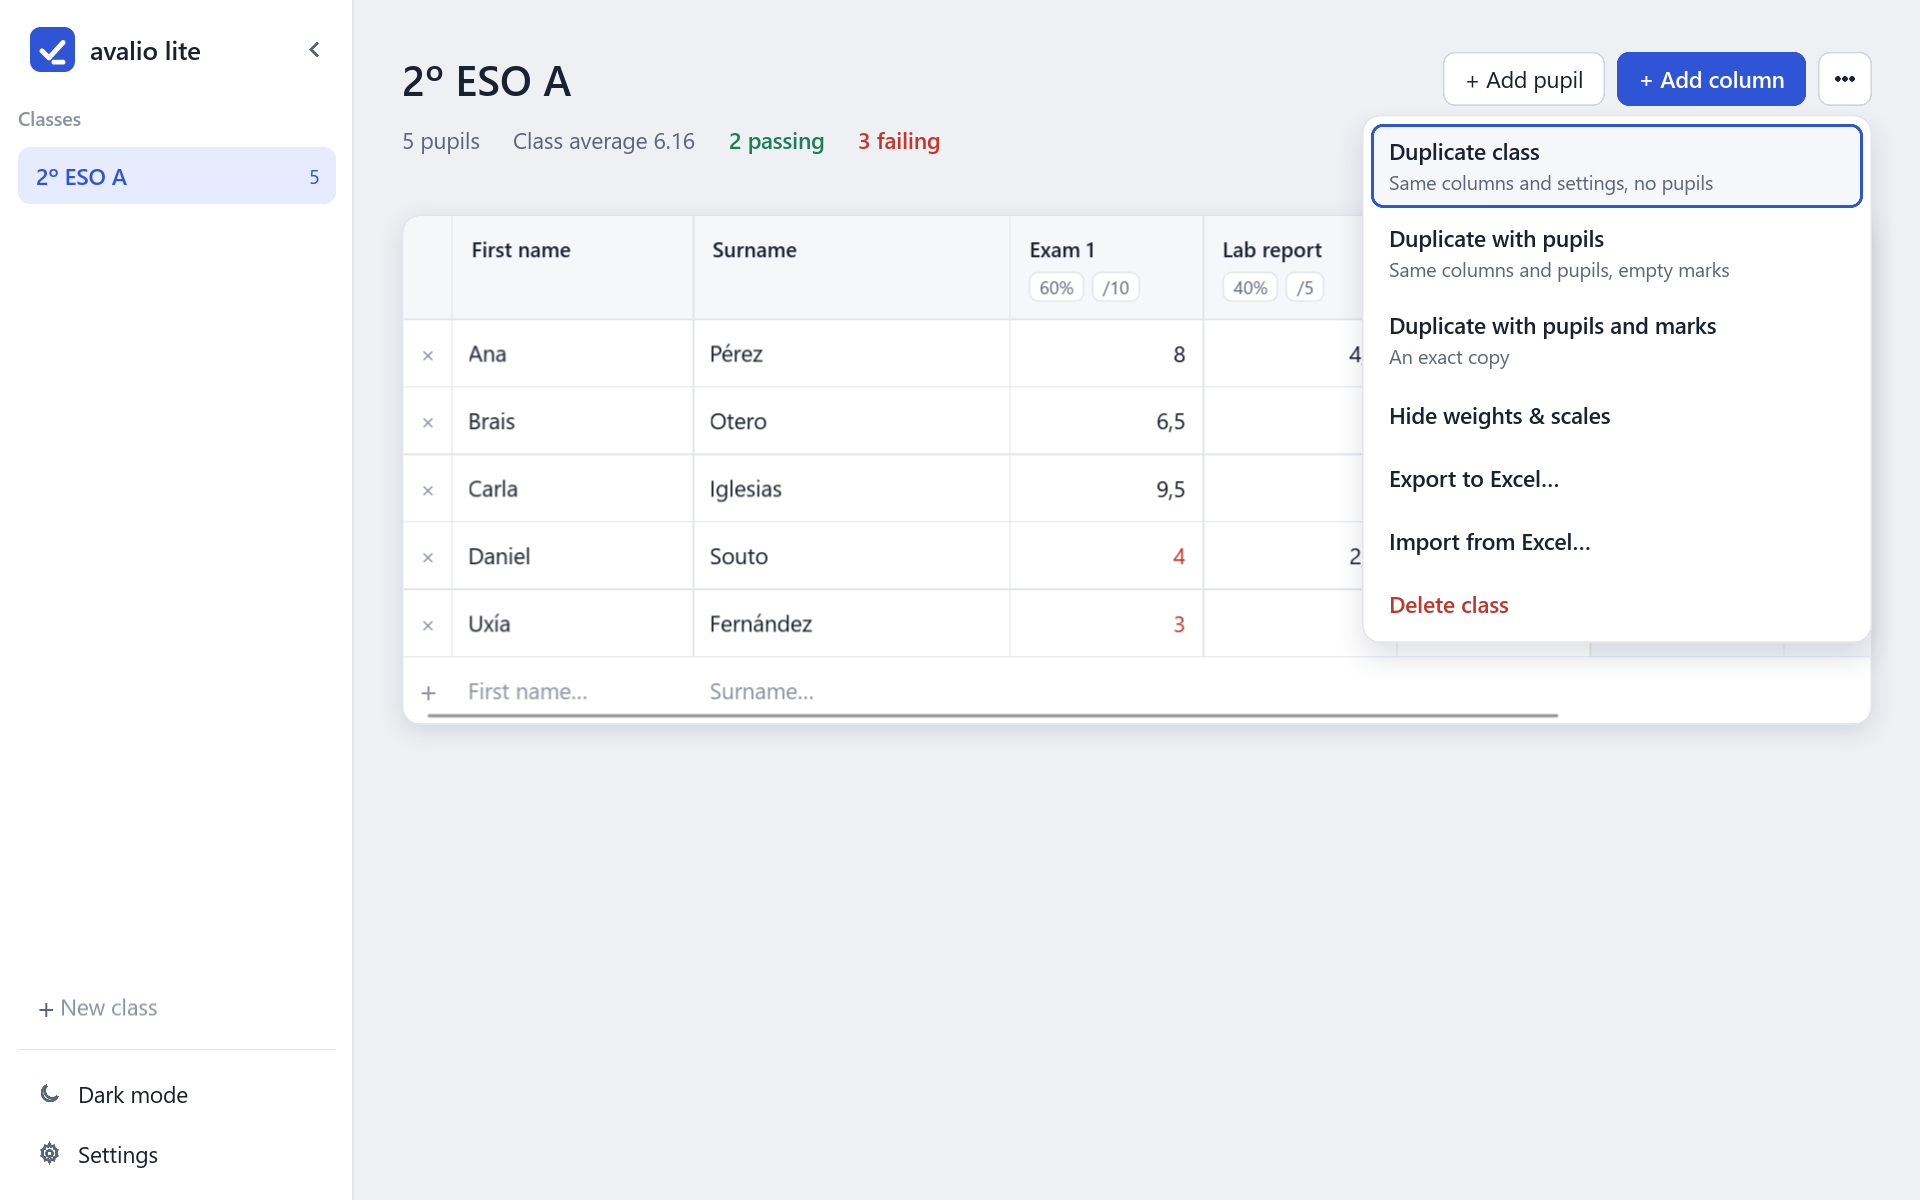 avalio lite
Classes
2º ESO A 5
+ New class
Dark mode
Settings
2º ESO A
+ Add pupil
+ Add column
•••
5 pupils Class average 6.16 2 passing 3 failing
First name Surname Exam 1 Lab report
60% /10 40% /5
× Ana Pérez 8 4,
× Brais Otero 6,5
× Carla Iglesias 9,5
× Daniel Souto 4 2,
× Uxía Fernández 3
+ First name... Surname...
Duplicate class
Same columns and settings, no pupils
Duplicate with pupils
Same columns and pupils, empty marks
Duplicate with pupils and marks
An exact copy
Hide weights & scales
Export to Excel...
Import from Excel...
Delete class